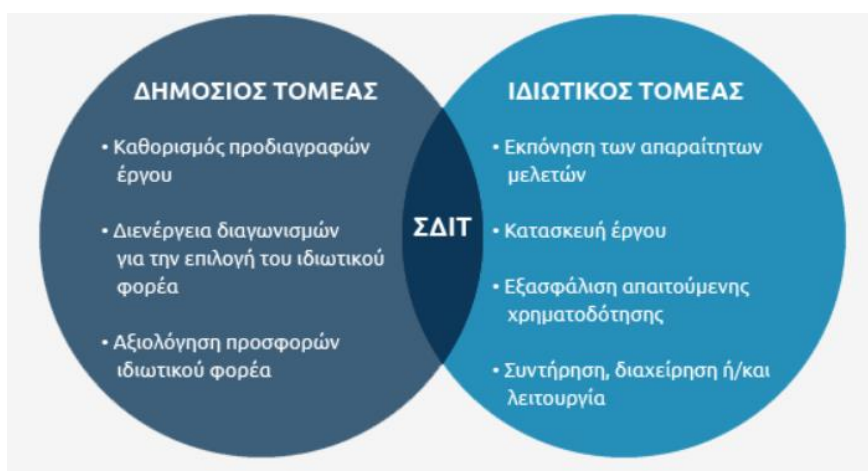 ΔΗΜΟΣΙΟΣ ΤΟΜΕΑΣ
• Καθορισμός προδιαγραφών
έργου
• Διενέργεια διαγωνισμών
για την επιλογή του ιδιωτικού
φορέα
• Αξιολόγηση προσφορών
ιδιωτικού φορέα
ΣΔΙΤ
ΙΔΙΩΤΙΚΟΣ ΤΟΜΕΑΣ
• Εκπόνηση των απαραίτητων
μελετών
• Κατασκευή έργου
• Εξασφάλιση απαιτούμενης
χρηματοδότησης
• Συντήρηση, διαχείρηση ή/και
λειτουργία